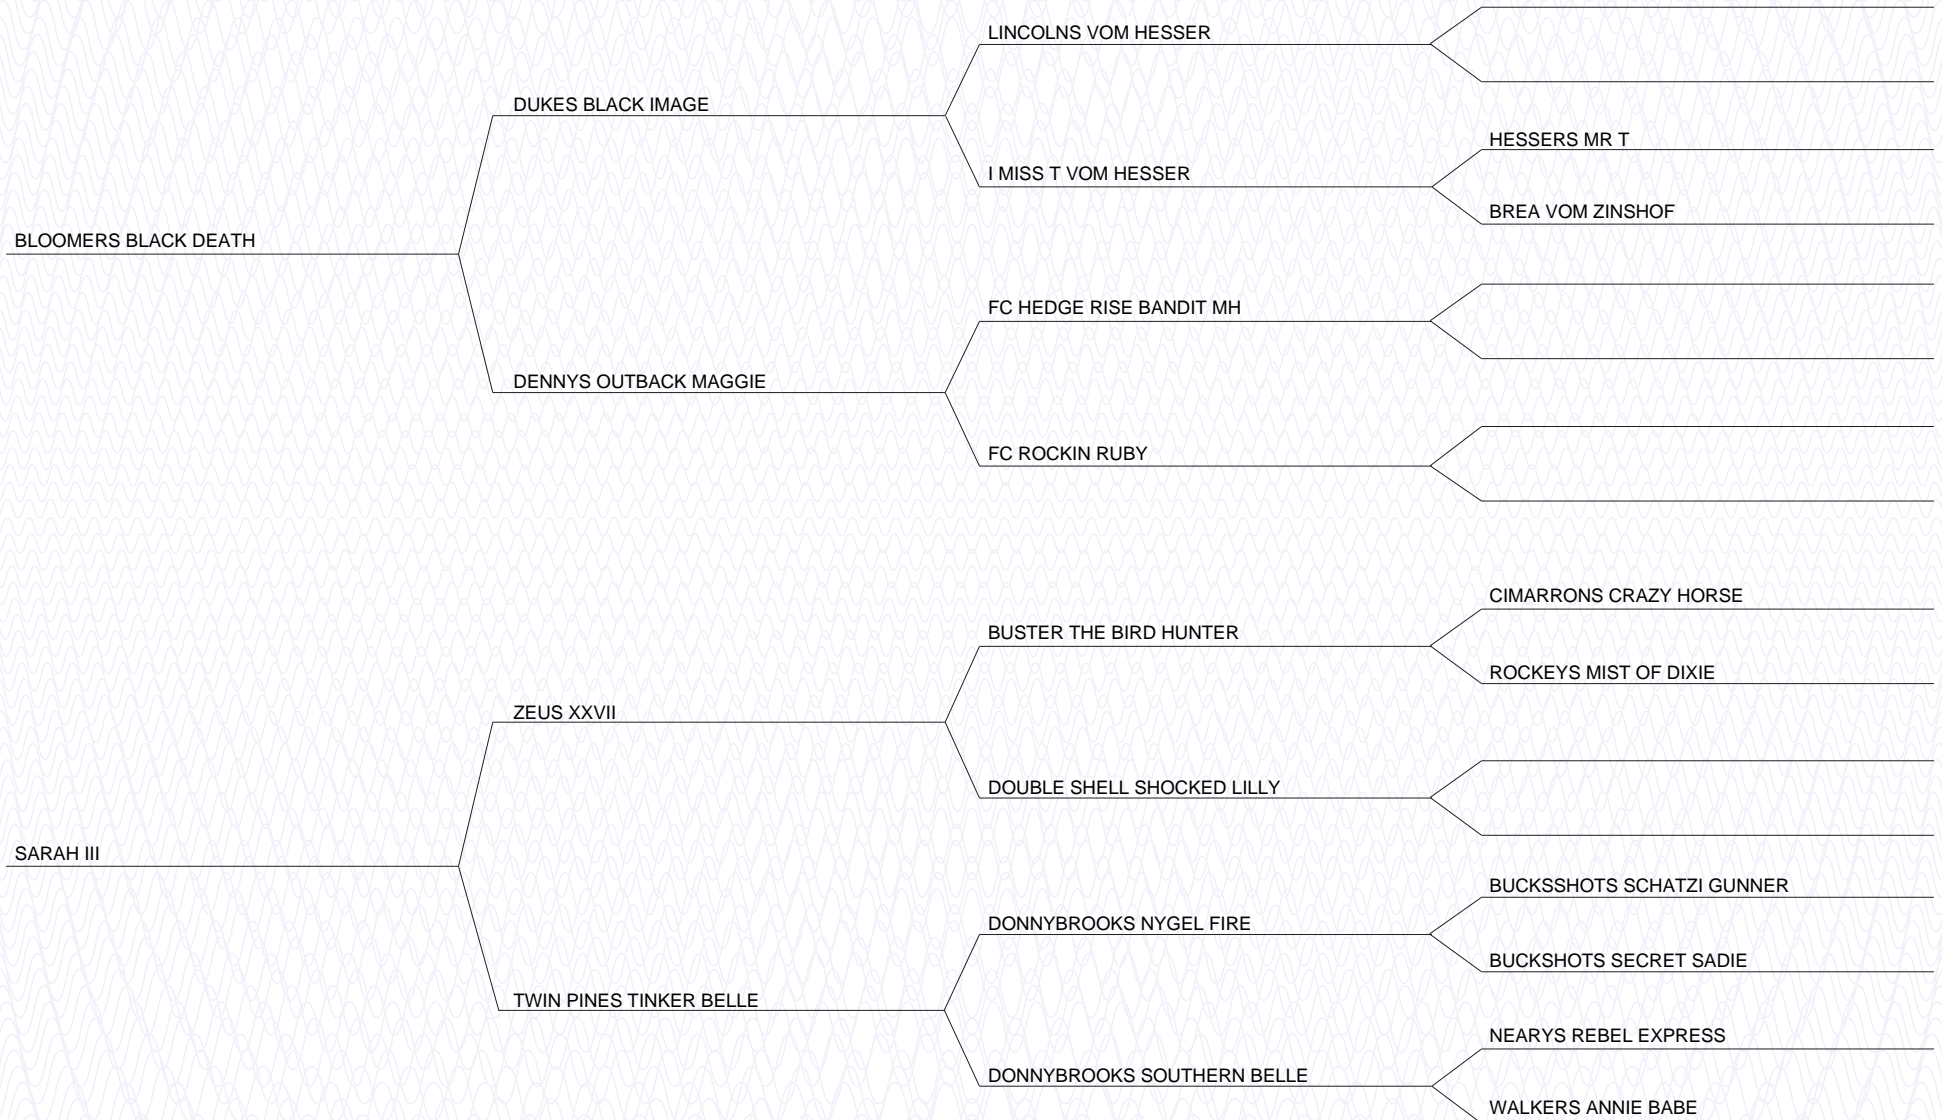 LINCOLNS VOM HESSER
DUKES BLACK IMAGE
HESSERS MR T
I MISS T VOM HESSER
BREA VOM ZINSHOF
BLOOMERS BLACK DEATH
FC HEDGE RISE BANDIT MH
DENNYS OUTBACK MAGGIE
FC ROCKIN RUBY
CIMARRONS CRAZY HORSE
BUSTER THE BIRD HUNTER
ROCKEYS MIST OF DIXIE
ZEUS XXVII
DOUBLE SHELL SHOCKED LILLY
SARAH III
BUCKSSHOTS SCHATZI GUNNER
DONNYBROOKS NYGEL FIRE
BUCKSHOTS SECRET SADIE
TWIN PINES TINKER BELLE
NEARYS REBEL EXPRESS
DONNYBROOKS SOUTHERN BELLE
WALKERS ANNIE BABE